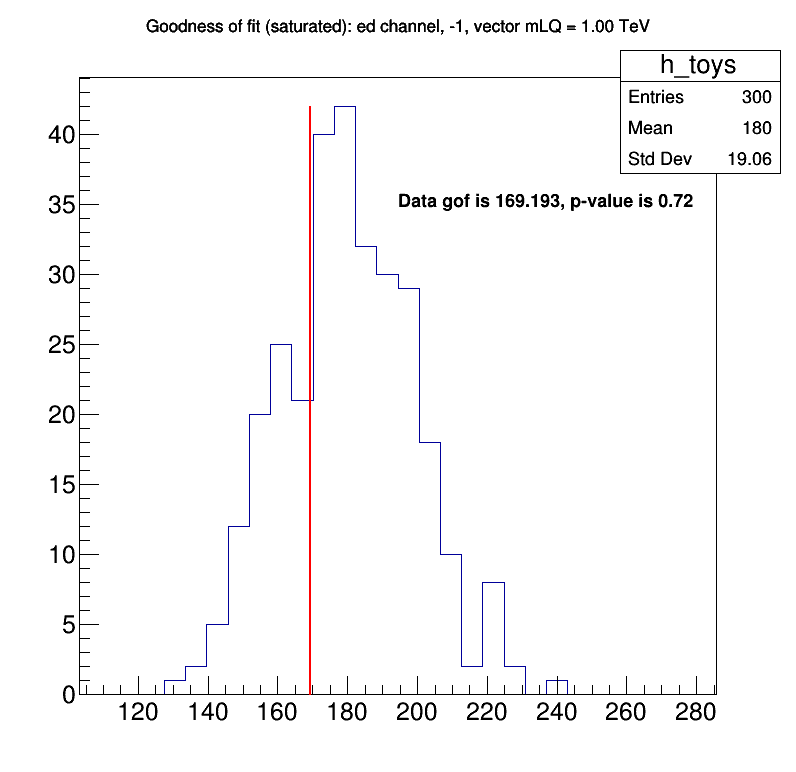 Goodness of fit (saturated): ed channel, -1, vector mLQ = 1.00 TeV
h_toys
Entries 300
Mean 180
Std Dev 19.06
Data gof is 169.193, p-value is 0.72
40
35
30
25
20
15
10
5
0
120 140 160 180 200 220 240 260 280